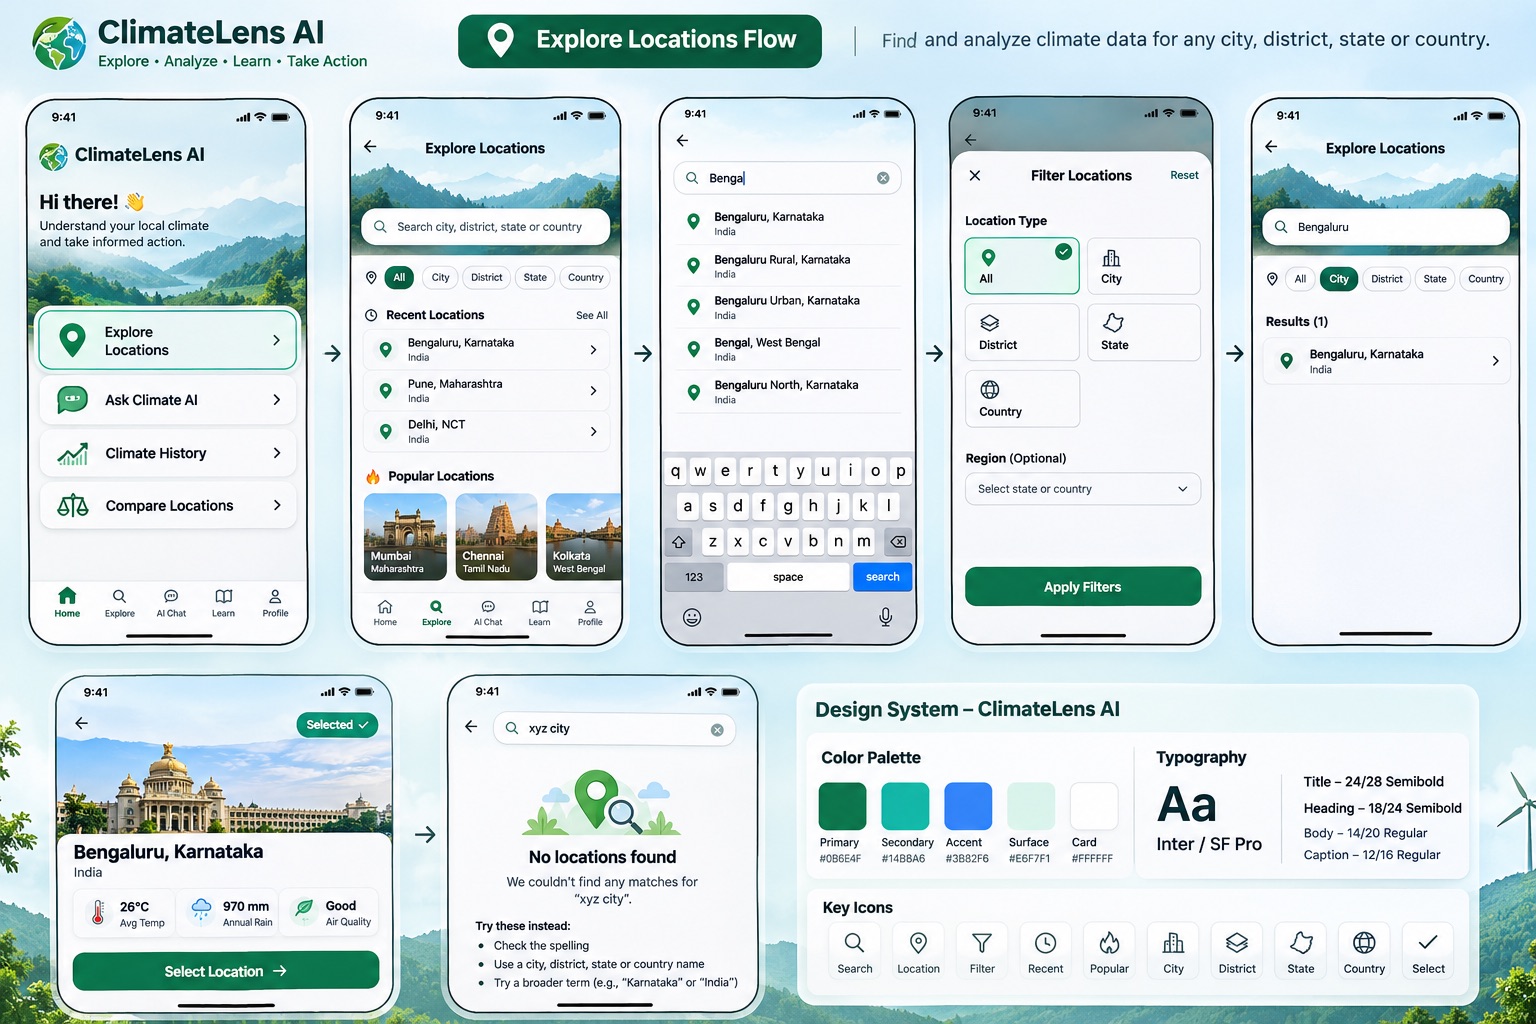 ClimateLens AI
Explore • Analyze • Learn • Take Action
Explore Locations Flow
Find and analyze climate data for any city, district, state or country.
9:41
ClimateLens AI
Hi there! 👋
Understand your local climate
and take informed action.
Explore
Locations
Ask Climate AI
Climate History
Compare Locations
Home
Explore
AI Chat
Learn
Profile
9:41
Explore Locations
Search city, district, state or country
All
City
District
State
Country
Recent Locations
See All
Bengaluru, Karnataka
India
Pune, Maharashtra
India
Delhi, NCT
India
🔥 Popular Locations
Mumbai
Maharashtra
Chennai
Tamil Nadu
Kolkata
West Bengal
Home
Explore
AI Chat
Learn
Profile
9:41
Benga
Bengaluru, Karnataka
India
Bengaluru Rural, Karnataka
India
Bengaluru Urban, Karnataka
India
Bengal, West Bengal
India
Bengaluru North, Karnataka
India
q w e r t y u i o p
a s d f g h j k l
z x c v b n m
123
space
search
9:41
Filter Locations
Reset
Location Type
All
City
District
State
Country
Region (Optional)
Select state or country
Apply Filters
9:41
Explore Locations
Bengaluru
All
City
District
State
Country
Results (1)
Bengaluru, Karnataka
India
9:41
Selected ✓
Bengaluru, Karnataka
India
26°C
Avg Temp
970 mm
Annual Rain
Good
Air Quality
Select Location →
9:41
xyz city
No locations found
We couldn't find any matches for
"xyz city".
Try these instead:
• Check the spelling
• Use a city, district, state or country name
• Try a broader term (e.g., "Karnataka" or "India")
Design System – ClimateLens AI
Color Palette
Primary
#0B6E4F
Secondary
#14B8A6
Accent
#3B82F6
Surface
#E6F7F1
Card
#FFFFFF
Typography
Aa
Inter / SF Pro
Title – 24/28 Semibold
Heading – 18/24 Semibold
Body – 14/20 Regular
Caption – 12/16 Regular
Key Icons
Search
Location
Filter
Recent
Popular
City
District
State
Country
Select